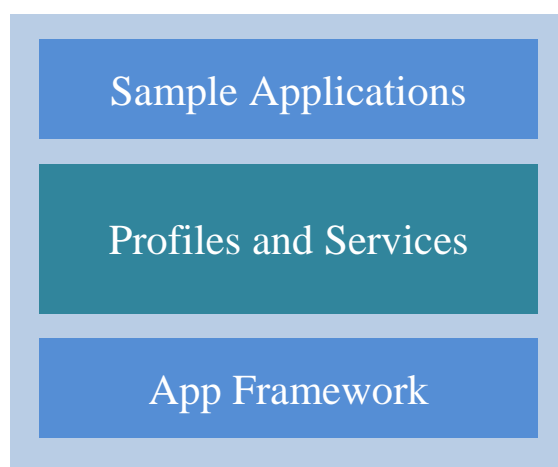 Sample Applications
Profiles and Services
App Framework